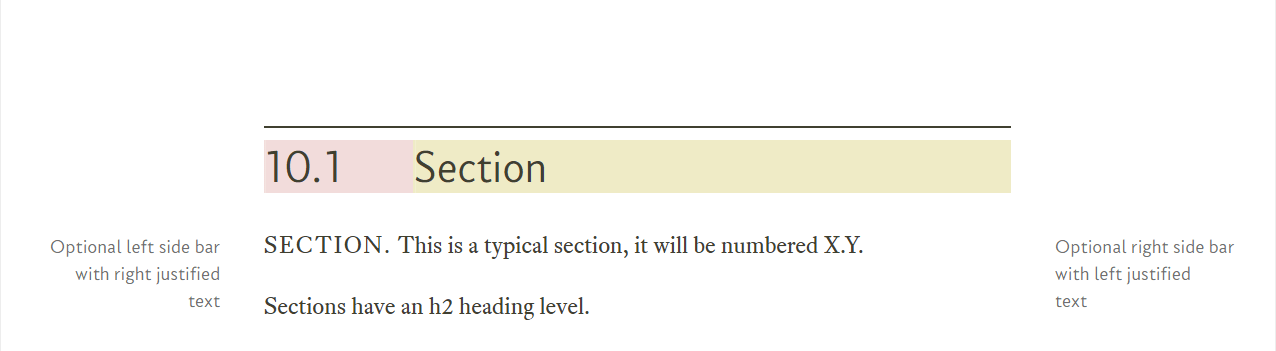 10.1 Section
Optional left side bar
with right justified
text
SECTION. This is a typical section, it will be numbered X.Y.
Sections have an h2 heading level.
Optional right side bar
with left justified
text